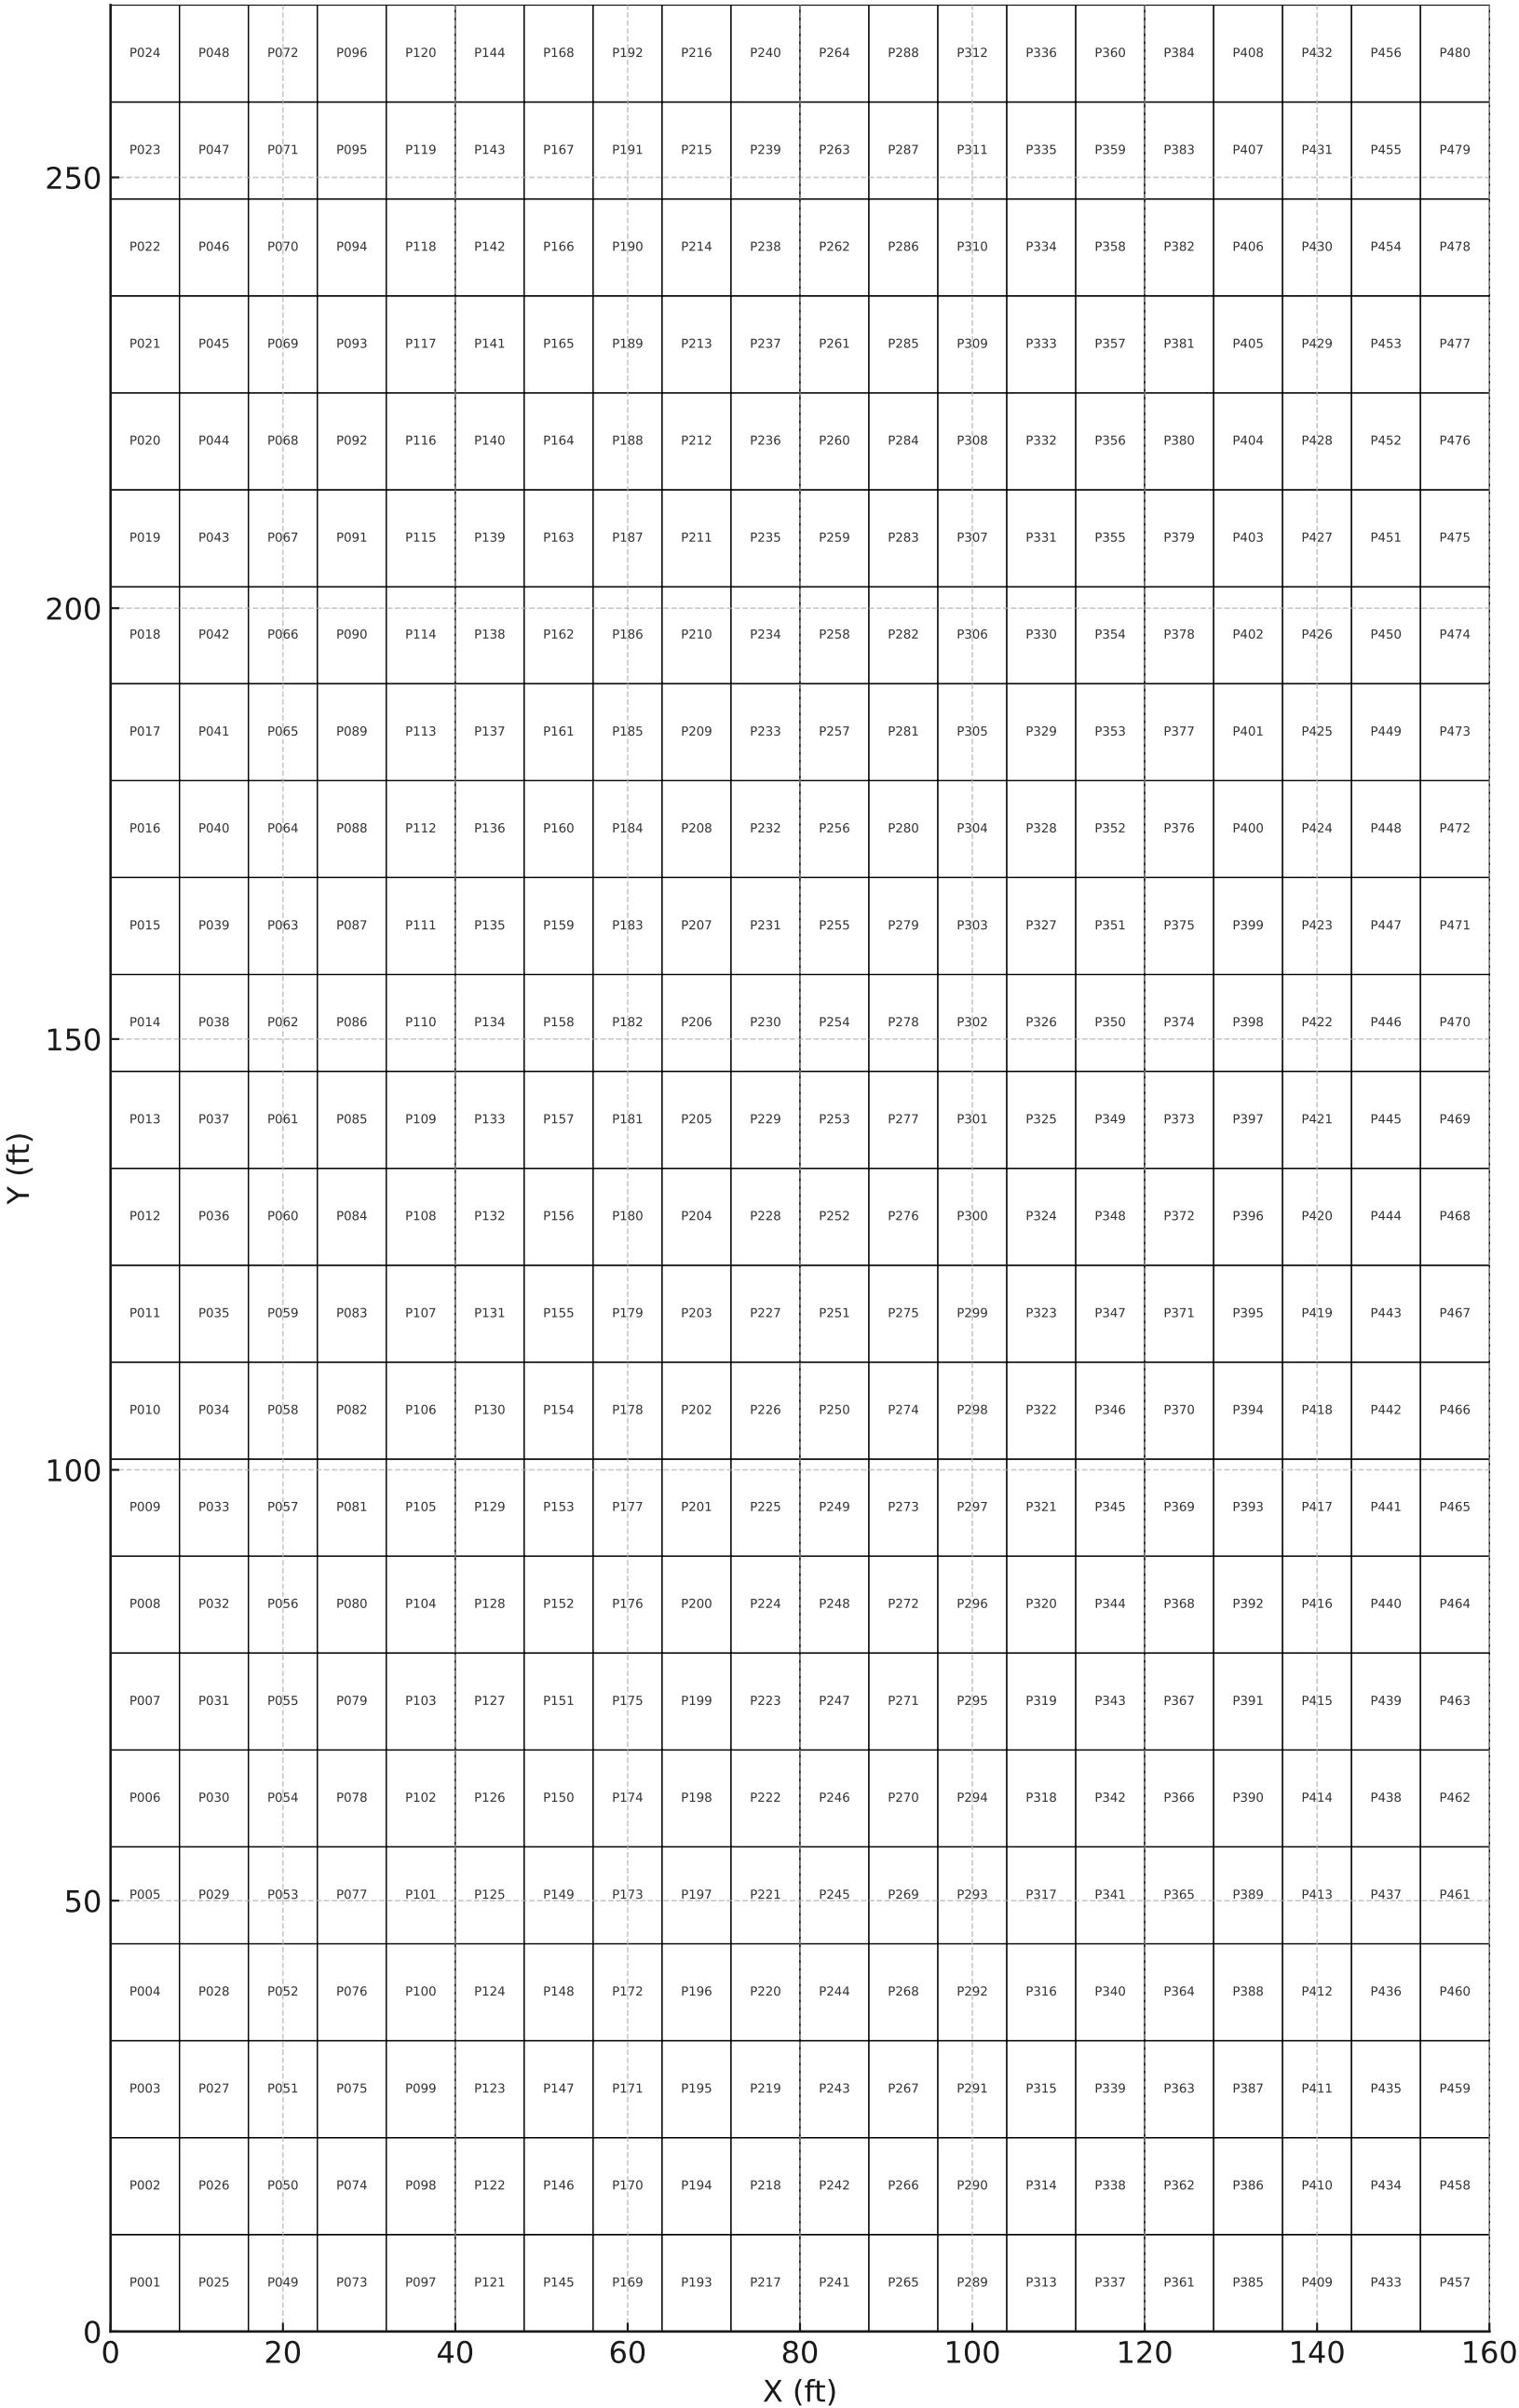 P024 P048 P072 P096 P120 P144 P168 P192 P216 P240 P264 P288 P312 P336 P360 P384 P408 P432 P456 P480
P023 P047 P071 P095 P119 P143 P167 P191 P215 P239 P263 P287 P311 P335 P359 P383 P407 P431 P455 P479
250
P022 P046 P070 P094 P118 P142 P166 P190 P214 P238 P262 P286 P310 P334 P358 P382 P406 P430 P454 P478
P021 P045 P069 P093 P117 P141 P165 P189 P213 P237 P261 P285 P309 P333 P357 P381 P405 P429 P453 P477
P020 P044 P068 P092 P116 P140 P164 P188 P212 P236 P260 P284 P308 P332 P356 P380 P404 P428 P452 P476
P019 P043 P067 P091 P115 P139 P163 P187 P211 P235 P259 P283 P307 P331 P355 P379 P403 P427 P451 P475
200
P018 P042 P066 P090 P114 P138 P162 P186 P210 P234 P258 P282 P306 P330 P354 P378 P402 P426 P450 P474
P017 P041 P065 P089 P113 P137 P161 P185 P209 P233 P257 P281 P305 P329 P353 P377 P401 P425 P449 P473
P016 P040 P064 P088 P112 P136 P160 P184 P208 P232 P256 P280 P304 P328 P352 P376 P400 P424 P448 P472
P015 P039 P063 P087 P111 P135 P159 P183 P207 P231 P255 P279 P303 P327 P351 P375 P399 P423 P447 P471
P014 P038 P062 P086 P110 P134 P158 P182 P206 P230 P254 P278 P302 P326 P350 P374 P398 P422 P446 P470
150
P013 P037 P061 P085 P109 P133 P157 P181 P205 P229 P253 P277 P301 P325 P349 P373 P397 P421 P445 P469
Y (ft)
P012 P036 P060 P084 P108 P132 P156 P180 P204 P228 P252 P276 P300 P324 P348 P372 P396 P420 P444 P468
P011 P035 P059 P083 P107 P131 P155 P179 P203 P227 P251 P275 P299 P323 P347 P371 P395 P419 P443 P467
P010 P034 P058 P082 P106 P130 P154 P178 P202 P226 P250 P274 P298 P322 P346 P370 P394 P418 P442 P466
100
P009 P033 P057 P081 P105 P129 P153 P177 P201 P225 P249 P273 P297 P321 P345 P369 P393 P417 P441 P465
P008 P032 P056 P080 P104 P128 P152 P176 P200 P224 P248 P272 P296 P320 P344 P368 P392 P416 P440 P464
P007 P031 P055 P079 P103 P127 P151 P175 P199 P223 P247 P271 P295 P319 P343 P367 P391 P415 P439 P463
P006 P030 P054 P078 P102 P126 P150 P174 P198 P222 P246 P270 P294 P318 P342 P366 P390 P414 P438 P462
50 P005 P029 P053 P077 P101 P125 P149 P173 P197 P221 P245 P269 P293 P317 P341 P365 P389 P413 P437 P461
P004 P028 P052 P076 P100 P124 P148 P172 P196 P220 P244 P268 P292 P316 P340 P364 P388 P412 P436 P460
P003 P027 P051 P075 P099 P123 P147 P171 P195 P219 P243 P267 P291 P315 P339 P363 P387 P411 P435 P459
P002 P026 P050 P074 P098 P122 P146 P170 P194 P218 P242 P266 P290 P314 P338 P362 P386 P410 P434 P458
P001 P025 P049 P073 P097 P121 P145 P169 P193 P217 P241 P265 P289 P313 P337 P361 P385 P409 P433 P457
0
0 20 40 60 80 100 120 140 160
X (ft)